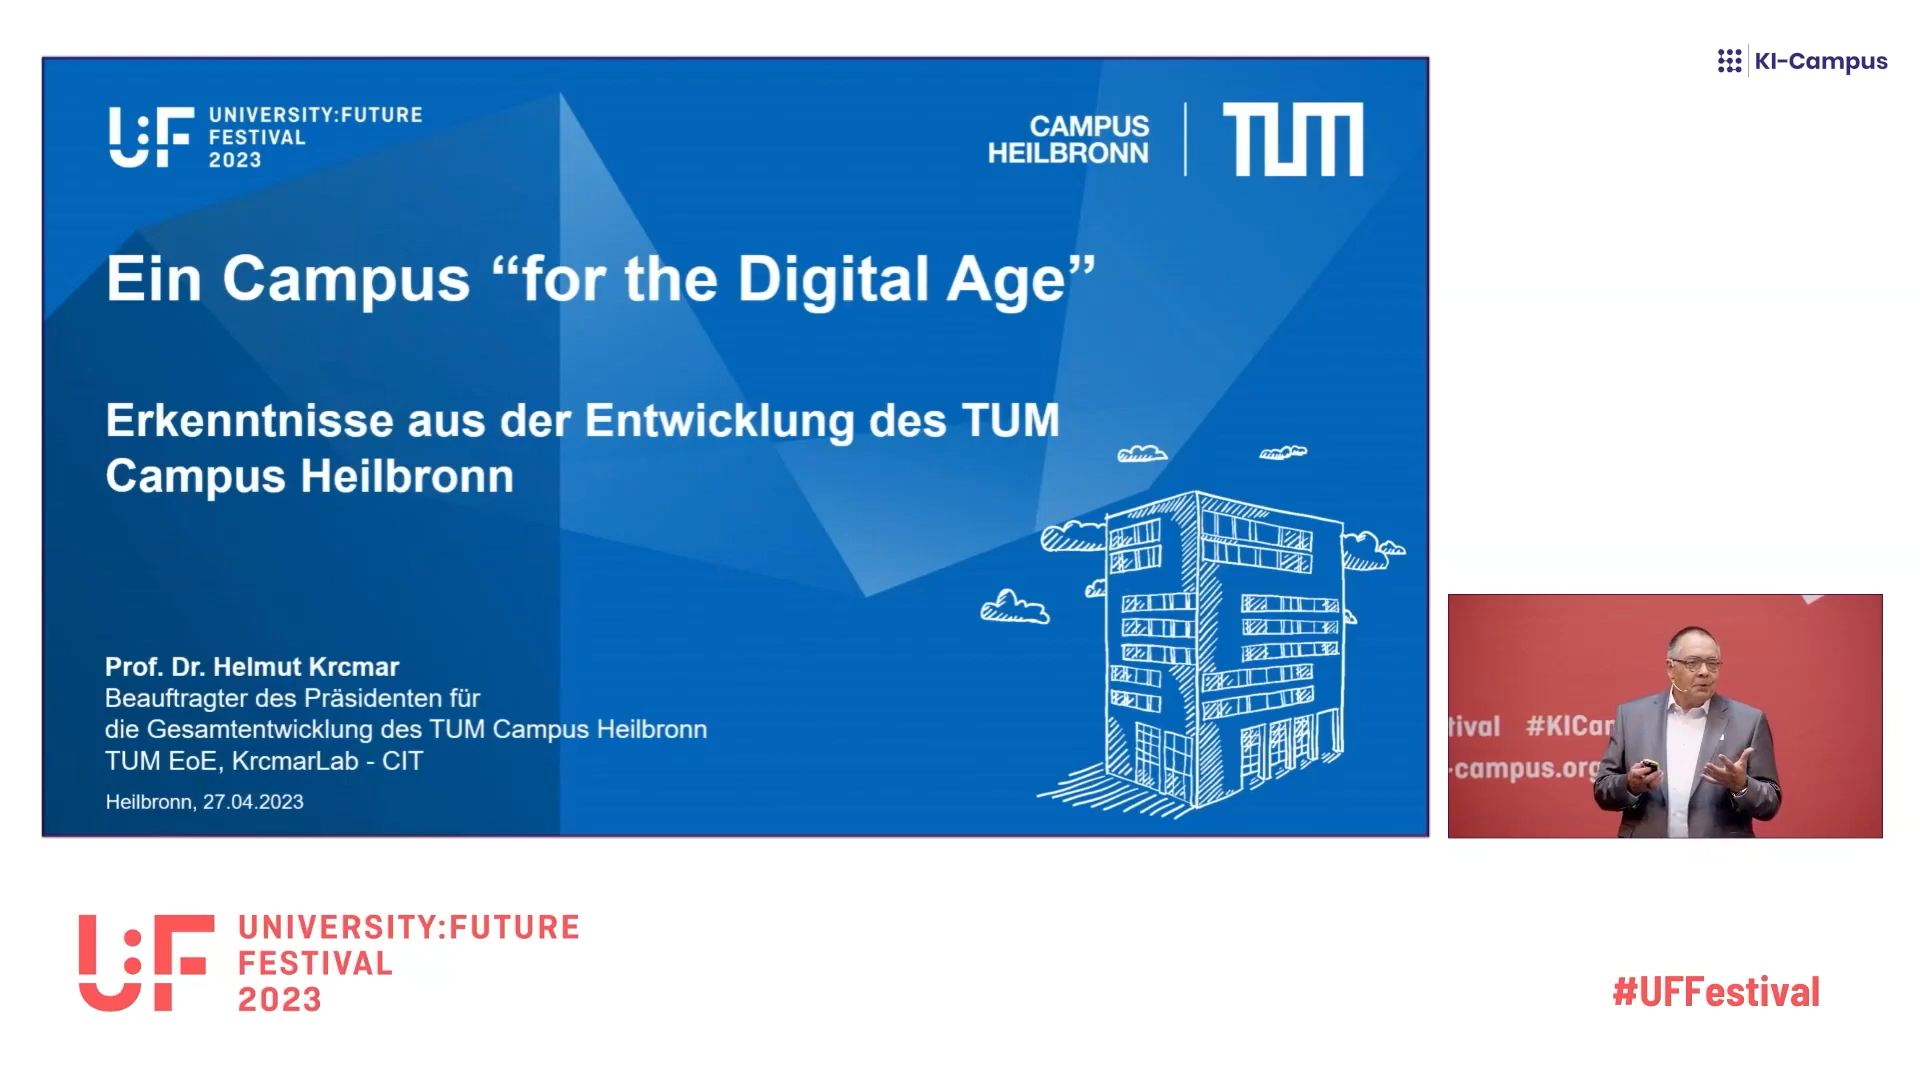 KI-Campus
U:F UNIVERSITY:FUTURE
FESTIVAL
2023
CAMPUS
HEILBRONN
TUM
Ein Campus “for the Digital Age”
Erkenntnisse aus der Entwicklung des TUM
Campus Heilbronn
Prof. Dr. Helmut Krcmar
Beauftragter des Präsidenten für
die Gesamtentwicklung des TUM Campus Heilbronn
TUM EoE, KrcmarLab - CIT
Heilbronn, 27.04.2023
tival #KICam
-campus.org
U:F UNIVERSITY:FUTURE
FESTIVAL
2023
#UFFestival